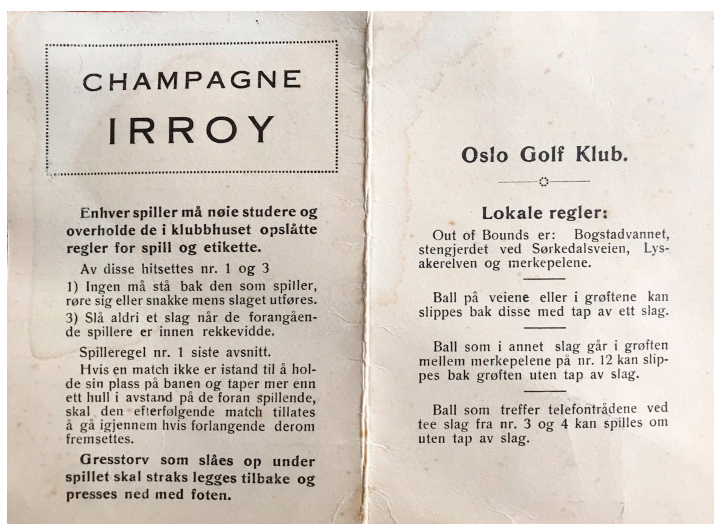 CHAMPAGNE
IRROY
Enhver spiller må nøie studere og
overholde de i klubbhuset opslåtte
regler for spill og etikette.
Av disse hitsettes nr. 1 og 3
1) Ingen må stå bak den som spiller,
røre sig eller snakke mens slaget utføres.
3) Slå aldri et slag når de forangåen-
de spillere er innen rekkevidde.
Spilleregel nr. 1 siste avsnitt.
Hvis en match ikke er istand til å hol-
de sin plass på banen og taper mer enn
ett hull i avstand på de foran spillende,
skal den efterfølgende match tillates
å gå igjennem hvis forlangende derom
fremsettes.
Gresstorv som slåes op under
spillet skal straks legges tilbake og
presses ned med foten.
Oslo Golf Klub.
Lokale regler:
Out of Bounds er: Bogstadvannet,
stengjerdet ved Sørkedalsveien, Lys-
akerelven og merkepelene.
Ball på veiene eller i grøftene kan
slippes bak disse med tap av ett slag.
Ball som i annet slag går i grøften
mellem merkepelene på nr. 12 kan slip-
pes bak grøften uten tap av slag.
Ball som treffer telefontrådene ved
tee slag fra nr. 3 og 4 kan spilles om
uten tap av slag.